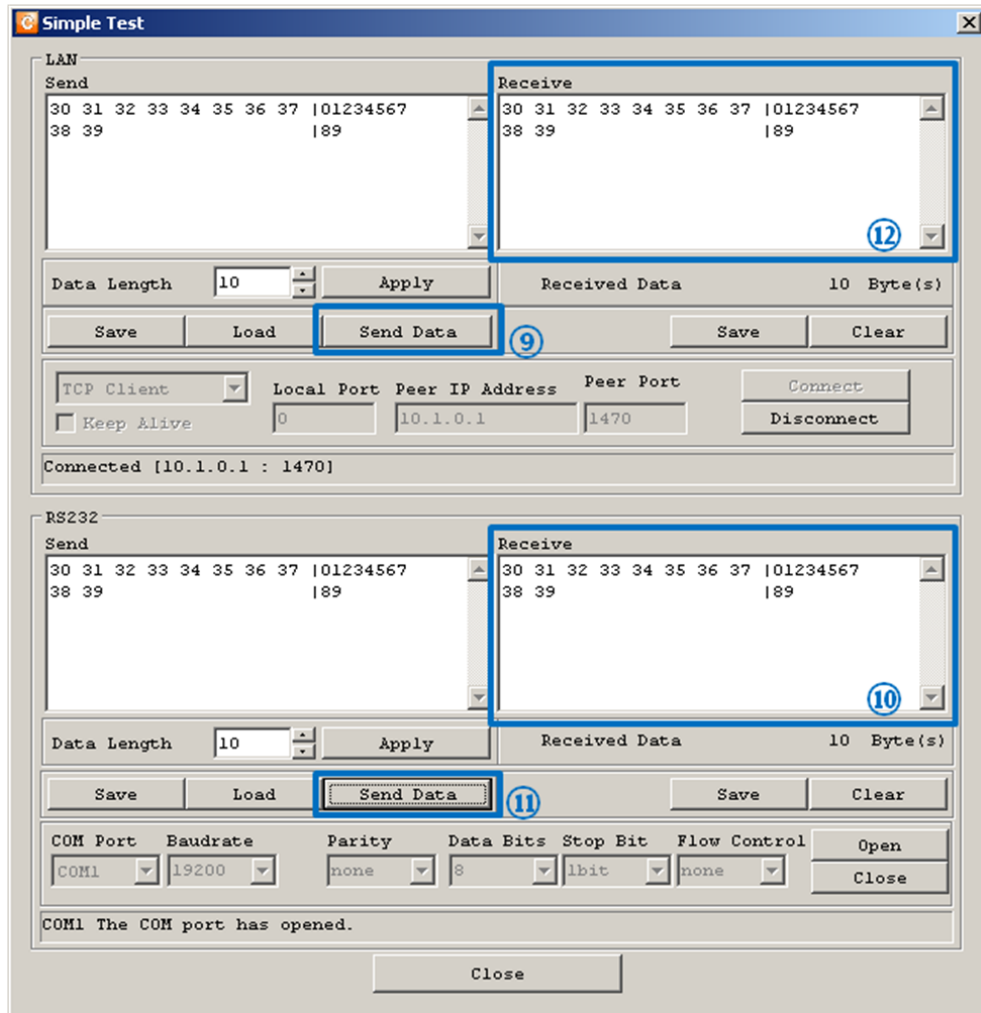 C Simple Test
LAN
Send
30 31 32 33 34 35 36 37 |01234567
38 39 |89
Receive
30 31 32 33 34 35 36 37 |01234567
38 39 |89
⑫
Data Length 10 Apply
Received Data 10 Byte(s)
Save Load Send Data ⑨ Save Clear
TCP Client Local Port Peer IP Address Peer Port Connect
Keep Alive 0 10.1.0.1 1470 Disconnect
Connected [10.1.0.1 : 1470]
RS232
Send
30 31 32 33 34 35 36 37 |01234567
38 39 |89
Receive
30 31 32 33 34 35 36 37 |01234567
38 39 |89
⑩
Data Length 10 Apply
Received Data 10 Byte(s)
Save Load Send Data ⑪ Save Clear
COM Port Baudrate Parity Data Bits Stop Bit Flow Control Open
COM1 19200 none 8 1bit none Close
COM1 The COM port has opened.
Close